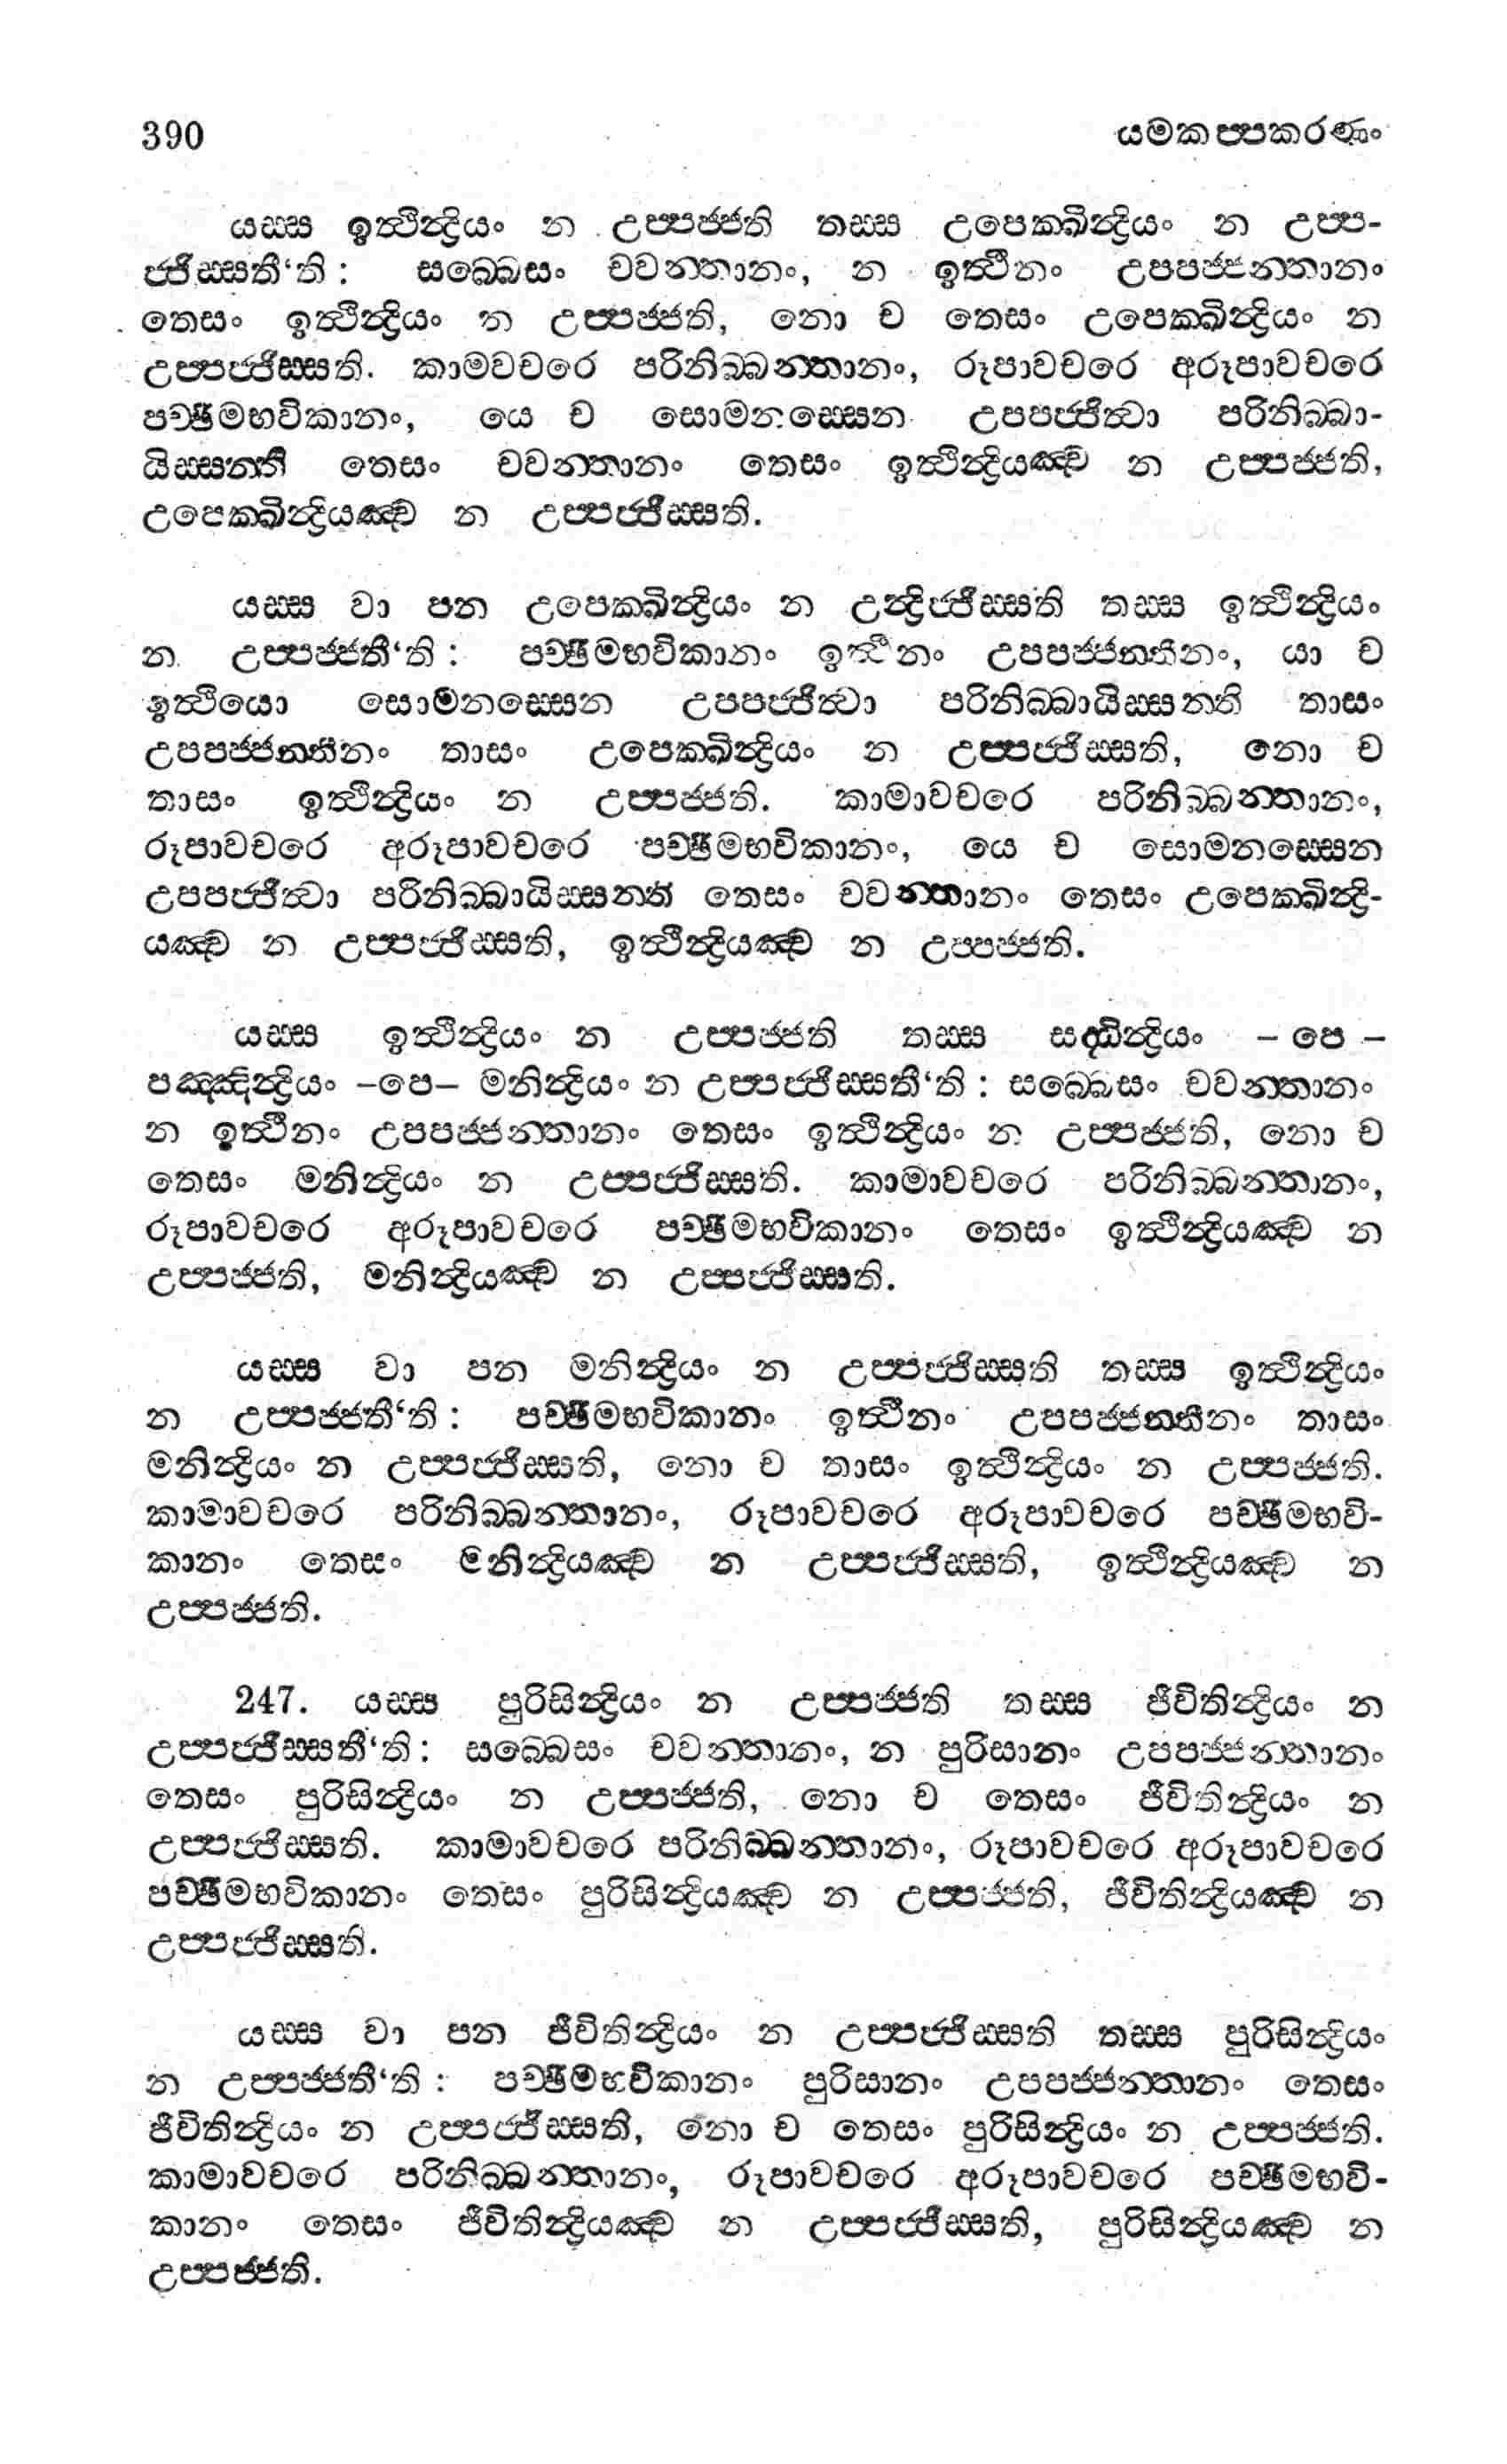 390 යමකප්පකරණං
යස්ස ඉත්ථින්ද්‍රියං න උප්පජ්ජති තස්ස උපෙක්ඛින්ද්‍රියං න උප්ප-
ජ්ජිස්සතී‘ති : සබ්බෙසං චවන්තානං, න ඉත්ථීනං උපපජ්ජන්තානං
තෙසං ඉත්ථින්ද්‍රියං න උප්පජ්ජති, නො ච තෙසං උපෙක්ඛින්ද්‍රියං න
උප්පජ්ජිස්සති. කාමවචරෙ පරිනිබ්බන්තානං, රූපාවචරෙ අරූපාවචරෙ
පච්ඡිමභවිකානං, යෙ ච සොමනස්සෙන උපපජ්ජිත්වා පරිනිබ්බා-
යිස්සන්ති තෙසං චවන්තානං තෙසං ඉත්ථින්ද්‍රියඤ්ච න උප්පජ්ජති,
උපෙක්ඛින්ද්‍රියඤ්ච න උප්පජ්ජිස්සති.
යස්ස වා පන උපෙක්ඛින්ද්‍රියං න උන්ද්‍රිජ්ජිස්සති තස්ස ඉත්ථින්ද්‍රියං
න උප්පජ්ජතී‘ති : පච්ඡිමභවිකානං ඉත්ථීනං උපපජ්ජන්තීනං, යා ච
ඉත්ථියො සොමනස්සෙන උපපජ්ජිත්වා පරිනිබ්බායිස්සන්ති තාසං
උපපජ්ජන්තීනං තාසං උපෙක්ඛින්ද්‍රියං න උප්පජ්ජිස්සති, නො ච
තාසං ඉත්ථින්ද්‍රියං න උප්පජ්ජති. කාමාවචරෙ පරිනිබ්බන්තානං,
රූපාවචරෙ අරූපාවචරෙ පච්ඡිමභවිකානං, යෙ ච සොමනස්සෙන
උපපජ්ජිත්වා පරිනිබ්බායිස්සන්ති තෙසං චවන්තානං තෙසං උපෙක්ඛින්ද්‍රි-
යඤ්ච න උප්පජ්ජිස්සති, ඉත්ථින්ද්‍රියඤ්ච න උප්පජ්ජති.
යස්ස ඉත්ථින්ද්‍රියං න උප්පජ්ජති තස්ස සද්ධින්ද්‍රියං – පෙ –
පඤ්ඤින්ද්‍රියං –පෙ– මනින්ද්‍රියං න උප්පජ්ජිස්සතී‘ති : සබ්බෙසං චවන්තානං
න ඉත්ථීනං උපපජ්ජන්තානං තෙසං ඉත්ථින්ද්‍රියං න උප්පජ්ජති, නො ච
තෙසං මනින්ද්‍රියං න උප්පජ්ජිස්සති. කාමාවචරෙ පරිනිබ්බන්තානං,
රූපාවචරෙ අරූපාවචරෙ පච්ඡිමභවිකානං තෙසං ඉත්ථින්ද්‍රියඤ්ච න
උප්පජ්ජති, මනින්ද්‍රියඤ්ච න උප්පජ්ජිස්සති.
යස්ස වා පන මනින්ද්‍රියං න උප්පජ්ජිස්සති තස්ස ඉත්ථින්ද්‍රියං
න උප්පජ්ජතී‘ති : පච්ඡිමභවිකානං ඉත්ථීනං උපපජ්ජන්තීනං තාසං
මනින්ද්‍රියං න උප්පජ්ජිස්සති, නො ච තාසං ඉත්ථින්ද්‍රියං න උප්පජ්ජති.
කාමාවචරෙ පරිනිබ්බන්තානං, රූපාවචරෙ අරූපාවචරෙ පච්ඡිමභවි-
කානං තෙසං මනින්ද්‍රියඤ්ච න උප්පජ්ජිස්සති, ඉත්ථින්ද්‍රියඤ්ච න
උප්පජ්ජති.
247. යස්ස පුරිසින්ද්‍රියං න උප්පජ්ජති තස්ස ජීවිතින්ද්‍රියං න
උප්පජ්ජිස්සතී‘ති: සබ්බෙසං චවන්තානං, න පුරිසානං උපපජ්ජන්තානං
තෙසං පුරිසින්ද්‍රියං න උප්පජ්ජති, නො ච තෙසං ජීවිතින්ද්‍රියං න
උප්පජ්ජිස්සති. කාමාවචරෙ පරිනිබ්බන්තානං, රූපාවචරෙ අරූපාවචරෙ
පච්ඡිමභවිකානං තෙසං පුරිසින්ද්‍රියඤ්ච න උප්පජ්ජති, ජීවිතින්ද්‍රියඤ්ච න
උප්පජ්ජිස්සති.
යස්ස වා පන ජීවිතින්ද්‍රියං න උප්පජ්ජිස්සති තස්ස පුරිසින්ද්‍රියං
න උප්පජ්ජතී‘ති : පච්ඡිමභවිකානං පුරිසානං උපපජ්ජන්තානං තෙසං
ජීවිතින්ද්‍රියං න උප්පජ්ජිස්සති, නො ච තෙසං පුරිසින්ද්‍රියං න උප්පජ්ජති.
කාමාවචරෙ පරිනිබ්බන්තානං, රූපාවචරෙ අරූපාවචරෙ පච්ඡිමභවි-
කානං තෙසං ජීවිතින්ද්‍රියඤ්ච න උප්පජ්ජිස්සති, පුරිසින්ද්‍රියඤ්ච න
උප්පජ්ජති.